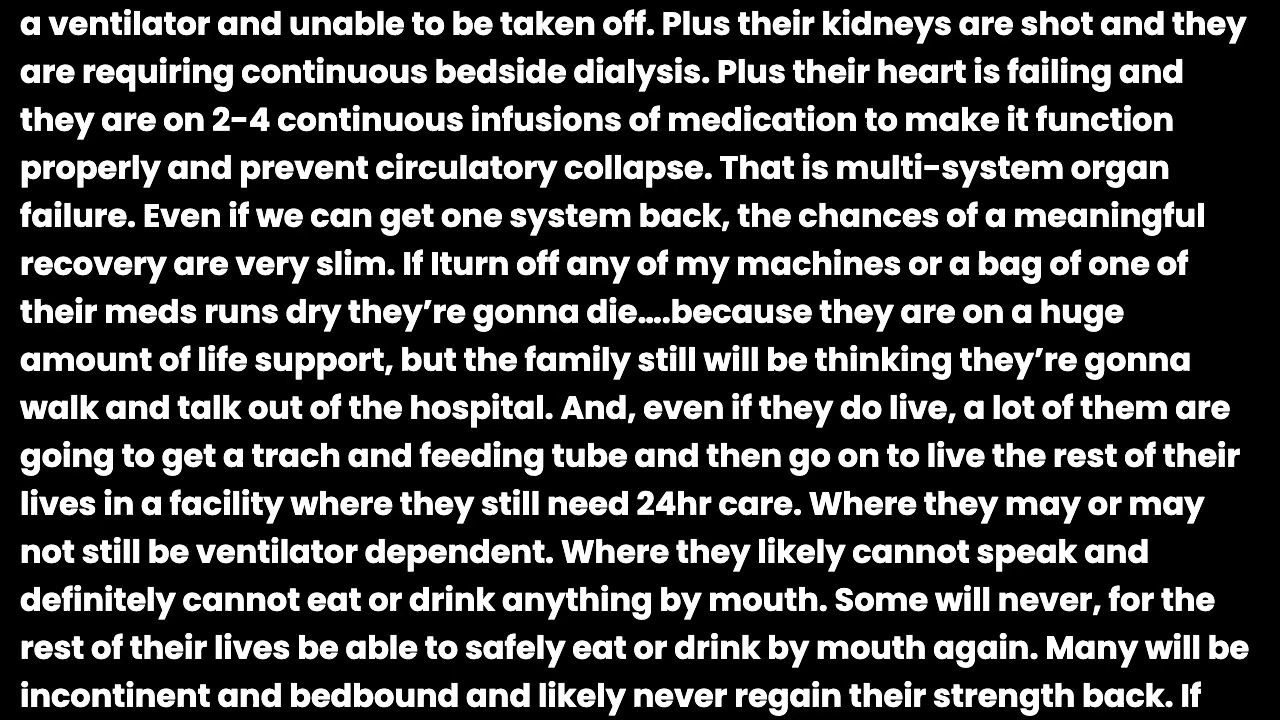 a ventilator and unable to be taken off. Plus their kidneys are shot and they
are requiring continuous bedside dialysis. Plus their heart is failing and
they are on 2-4 continuous infusions of medication to make it function
properly and prevent circulatory collapse. That is multi-system organ
failure. Even if we can get one system back, the chances of a meaningful
recovery are very slim. If Iturn off any of my machines or a bag of one of
their meds runs dry they’re gonna die....because they are on a huge
amount of life support, but the family still will be thinking they’re gonna
walk and talk out of the hospital. And, even if they do live, a lot of them are
going to get a trach and feeding tube and then go on to live the rest of their
lives in a facility where they still need 24hr care. Where they may or may
not still be ventilator dependent. Where they likely cannot speak and
definitely cannot eat or drink anything by mouth. Some will never, for the
rest of their lives be able to safely eat or drink by mouth again. Many will be
incontinent and bedbound and likely never regain their strength back. If